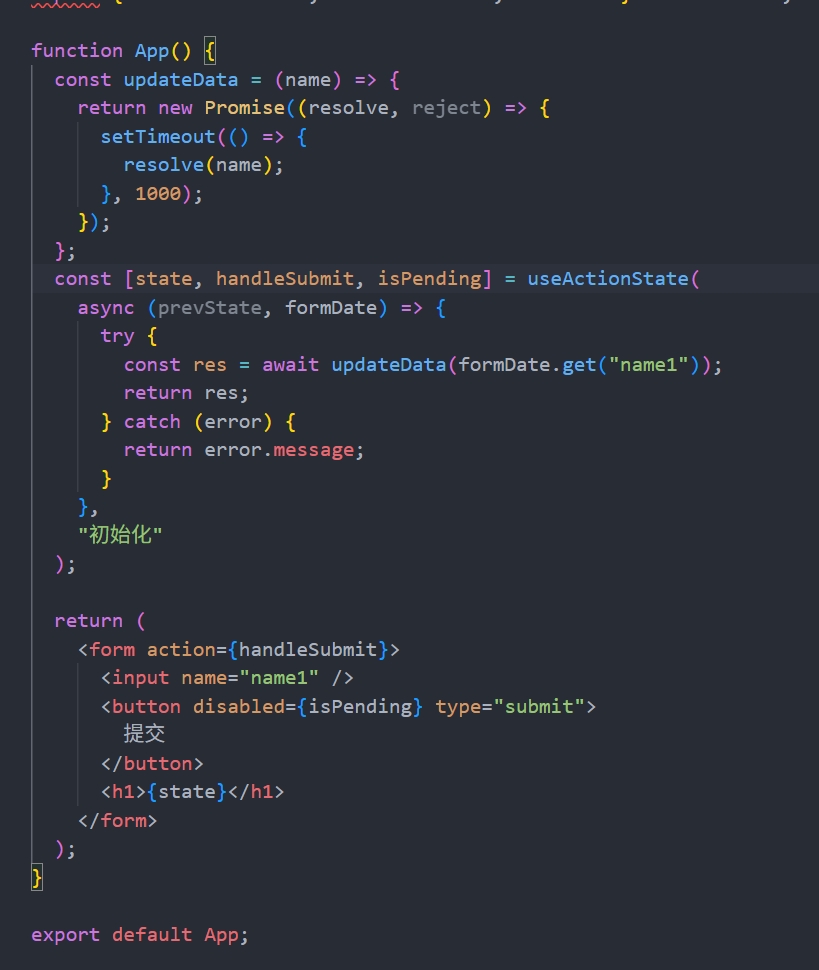 function App() {
  const updateData = (name) => {
    return new Promise((resolve, reject) => {
      setTimeout(() => {
        resolve(name);
      }, 1000);
    });
  };
  const [state, handleSubmit, isPending] = useActionState(
    async (prevState, formDate) => {
      try {
        const res = await updateData(formDate.get("name1"));
        return res;
      } catch (error) {
        return error.message;
      }
    },
    "初始化"
  );
  return (
    <form action={handleSubmit}>
      <input name="name1" />
      <button disabled={isPending} type="submit">
        提交
      </button>
      <h1>{state}</h1>
    </form>
  );
}
export default App;